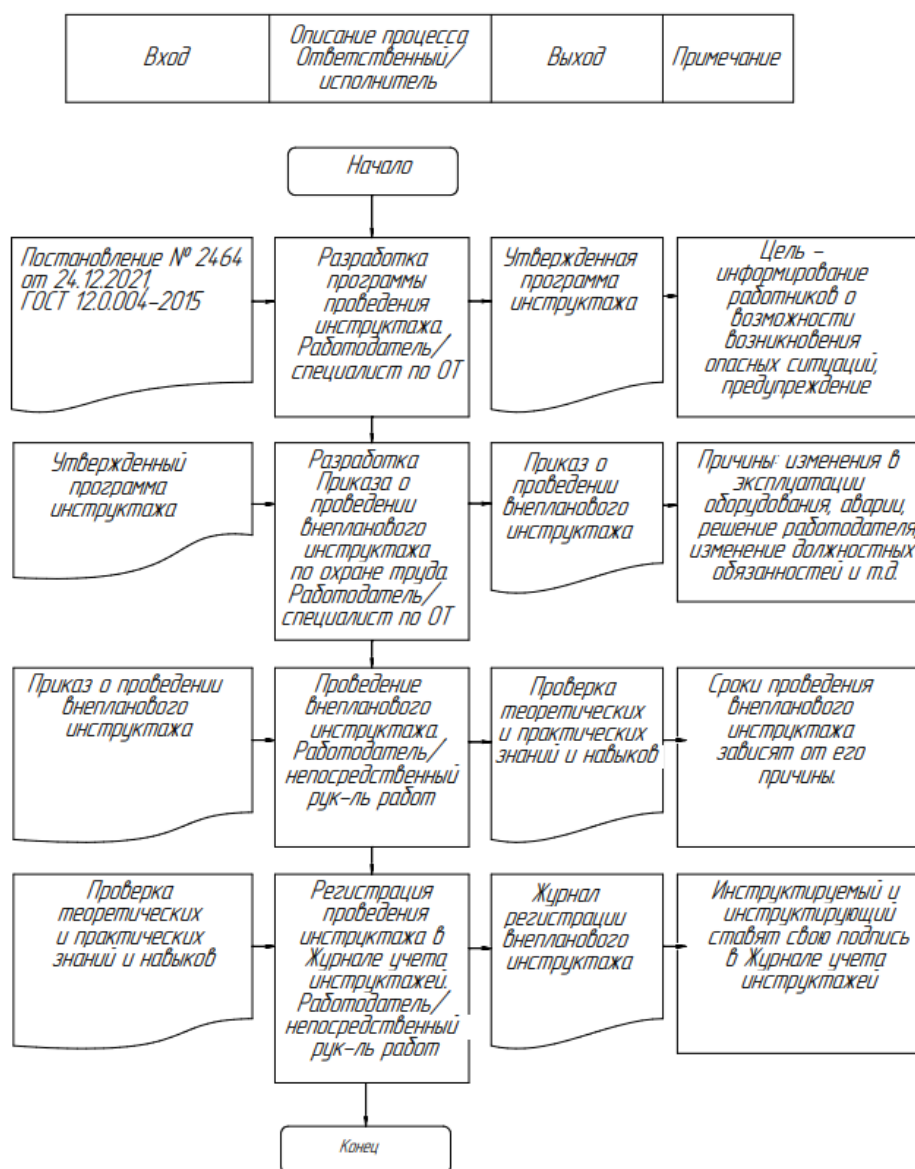 Вход
Описание процесса
Ответственный/
исполнитель
Выход
Примечание
Начало
Постановление № 2464
от 24.12.2021,
ГОСТ 12.0.004-2015
Разработка
программы
проведения
инструктажа.
Работодатель/
специалист по ОТ
Утвержденная
программа
инструктажа
Цель –
информирование
работников о
возможности
возникновения
опасных ситуаций,
предупреждение
Утвержденный
программа
инструктажа
Разработка
Приказа о
проведении
внепланового
инструктажа
по охране труда.
Работодатель/
специалист по ОТ
Приказ о
проведении
внепланового
инструктажа
Причины: изменения в
эксплуатации
оборудования, аварии,
решение работодателя,
изменение должностных
обязанностей и т.д.
Приказ о проведении
внепланового
инструктажа
Проведение
внепланового
инструктажа.
Работодатель/
непосредственный
рук-ль работ
Проверка
теоретических
и практических
знаний и навыков
Сроки проведения
внепланового
инструктажа
зависят от его
причины.
Проверка
теоретических
и практических
знаний и навыков
Регистрация
проведения
инструктажа в
Журнале учета
инструктажей.
Работодатель/
непосредственный
рук-ль работ
Журнал
регистрации
внепланового
инструктажа
Инструктируемый и
инструктирующий
ставят свою подпись
в Журнале учета
инструктажей
Конец